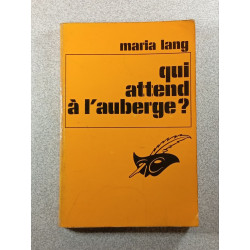 maria lang
qui
attend
à l'auberge?